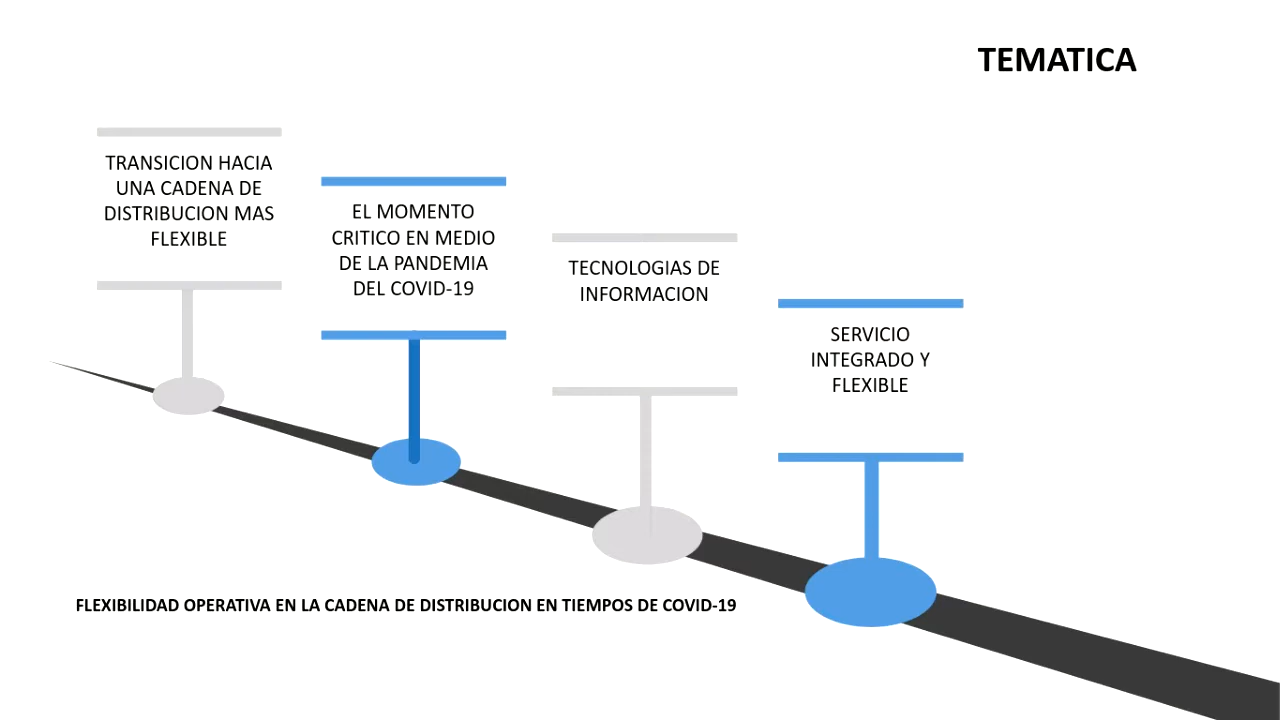 TEMATICA
TRANSICION HACIA
UNA CADENA DE
DISTRIBUCION MAS
FLEXIBLE
EL MOMENTO
CRITICO EN MEDIO
DE LA PANDEMIA
DEL COVID-19
TECNOLOGIAS DE
INFORMACION
SERVICIO
INTEGRADO Y
FLEXIBLE
FLEXIBILIDAD OPERATIVA EN LA CADENA DE DISTRIBUCION EN TIEMPOS DE COVID-19